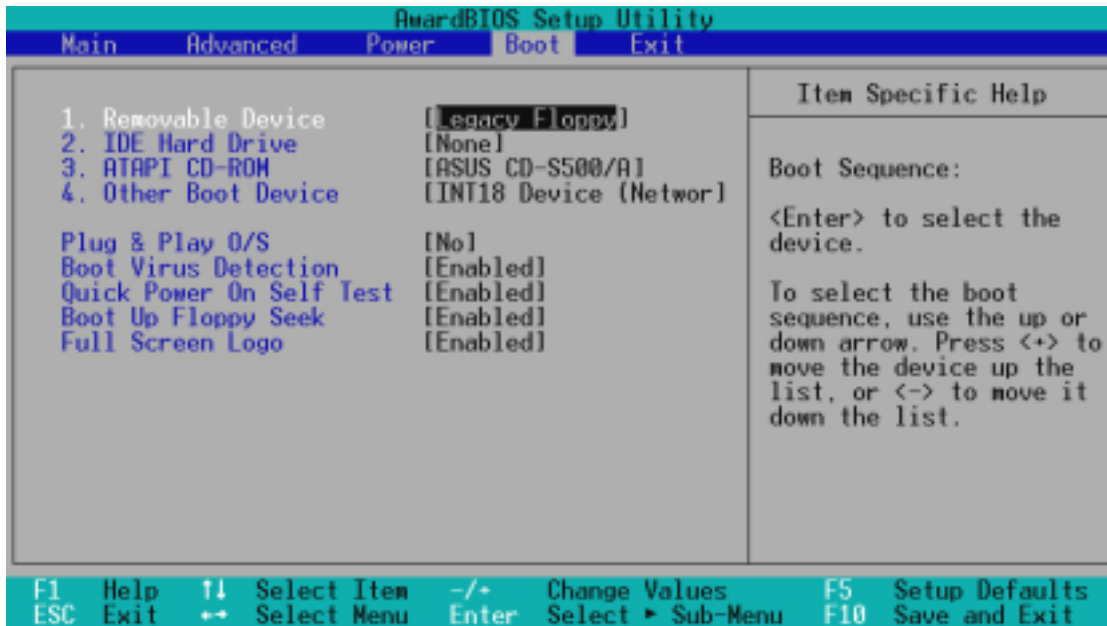 AwardBIOS Setup Utility
Main Advanced Power Boot Exit
1. Removable Device [Legacy Floppy]
2. IDE Hard Drive [None]
3. ATAPI CD-ROM [ASUS CD-S500/A]
4. Other Boot Device [INT18 Device (Networ]
Plug & Play O/S [No]
Boot Virus Detection [Enabled]
Quick Power On Self Test [Enabled]
Boot Up Floppy Seek [Enabled]
Full Screen Logo [Enabled]
Item Specific Help
Boot Sequence:
<Enter> to select the
device.
To select the boot
sequence, use the up or
down arrow. Press <+> to
move the device up the
list, or <-> to move it
down the list.
F1 Help ↑↓ Select Item -/+ Change Values F5 Setup Defaults
ESC Exit ←→ Select Menu Enter Select ► Sub-Menu F10 Save and Exit